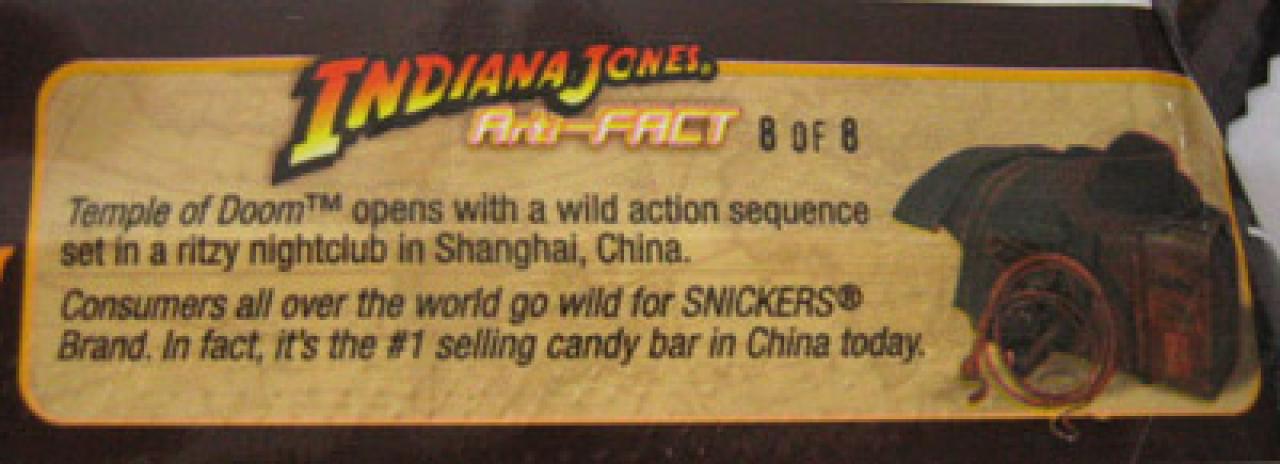 INDIANA JONES
Arti-FACT 8 OF 8
Temple of Doom™ opens with a wild action sequence
set in a ritzy nightclub in Shanghai, China.
Consumers all over the world go wild for SNICKERS®
Brand. In fact, it's the #1 selling candy bar in China today.